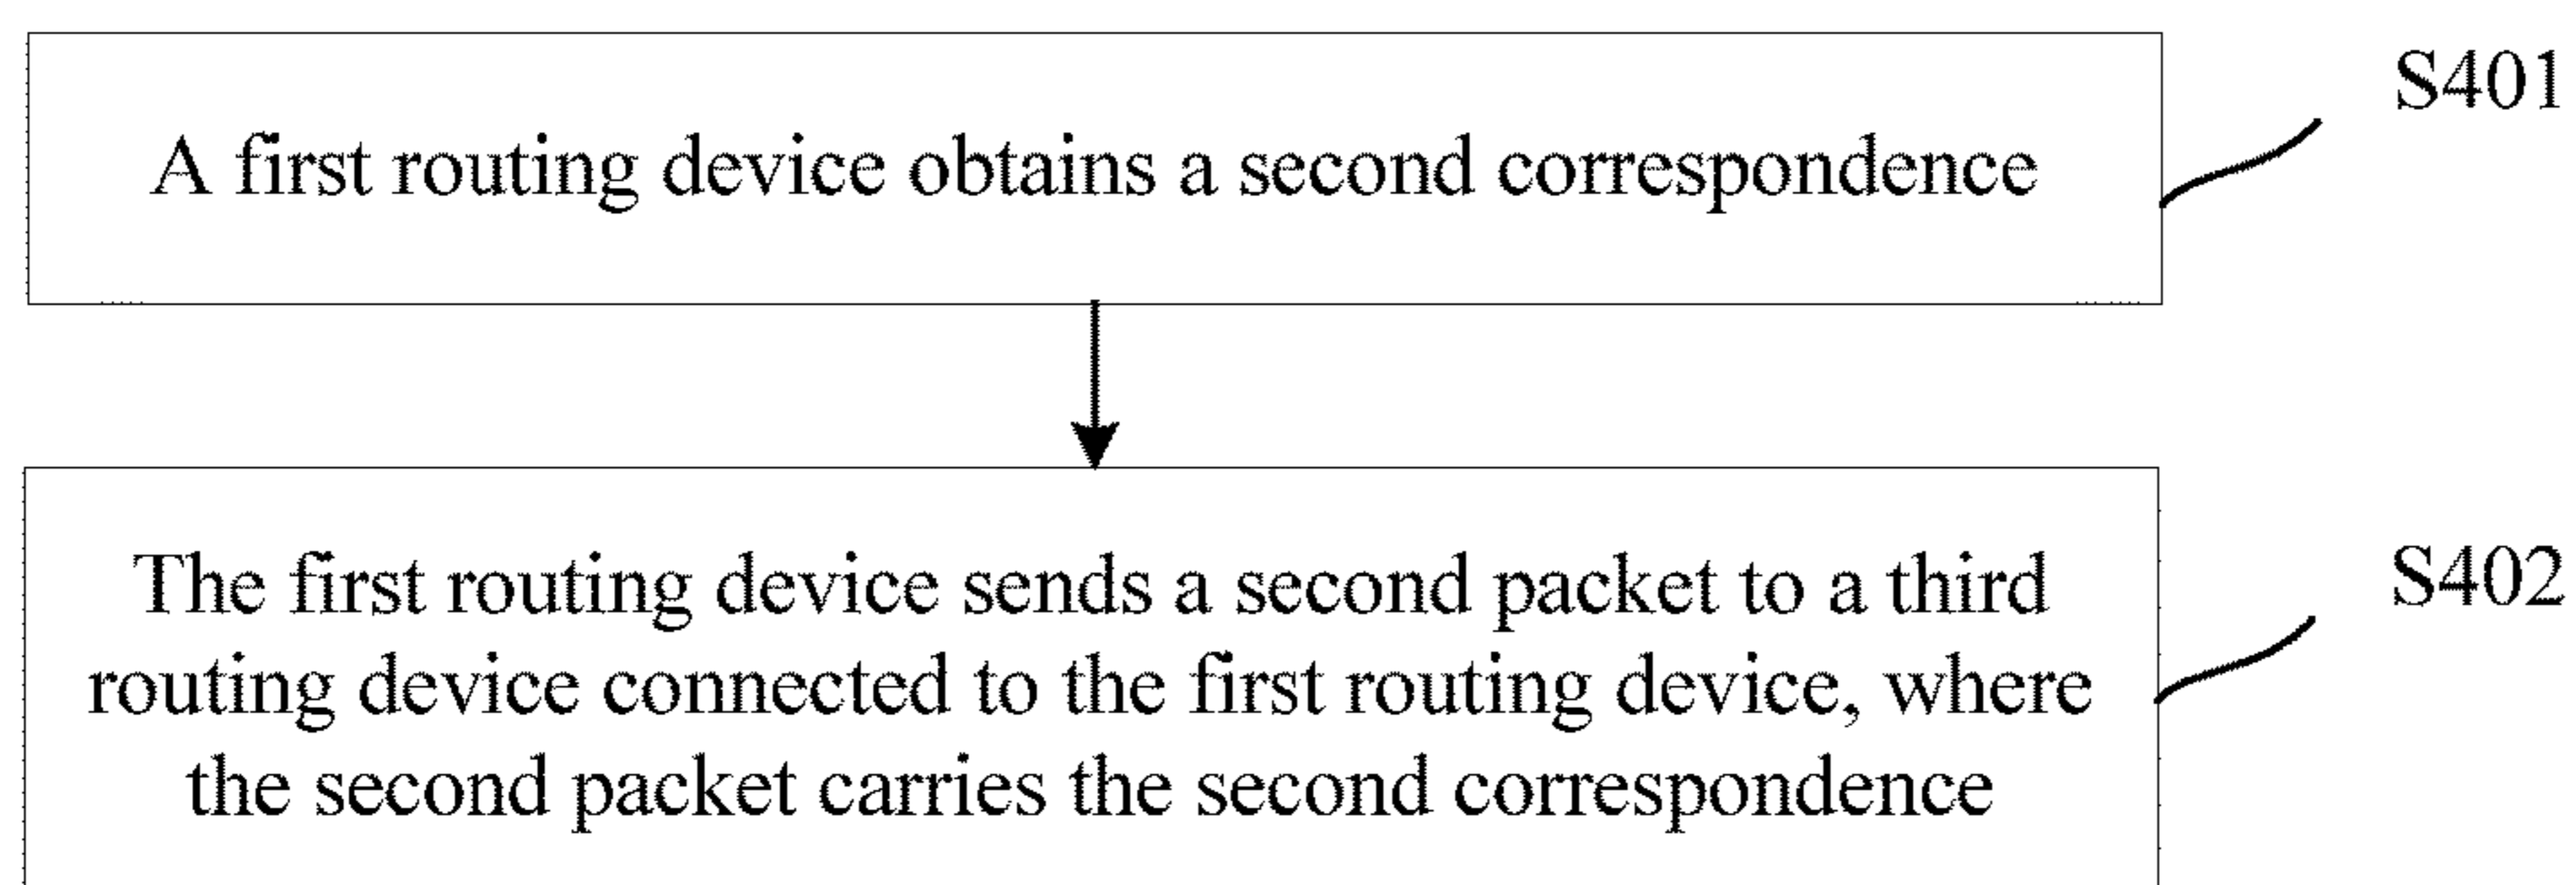 A first routing device obtains a second correspondence
S401
The first routing device sends a second packet to a third
routing device connected to the first routing device, where
the second packet carries the second correspondence
S402